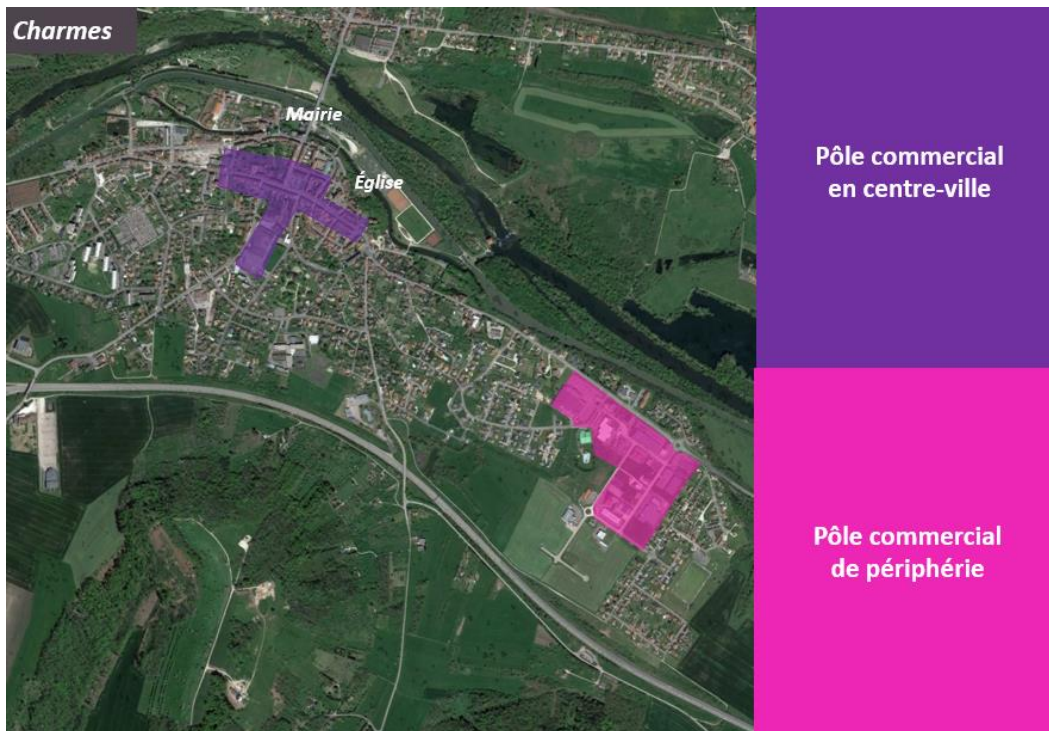 Charmes
Mairie
Église
Pôle commercial
en centre-ville
Pôle commercial
de périphérie